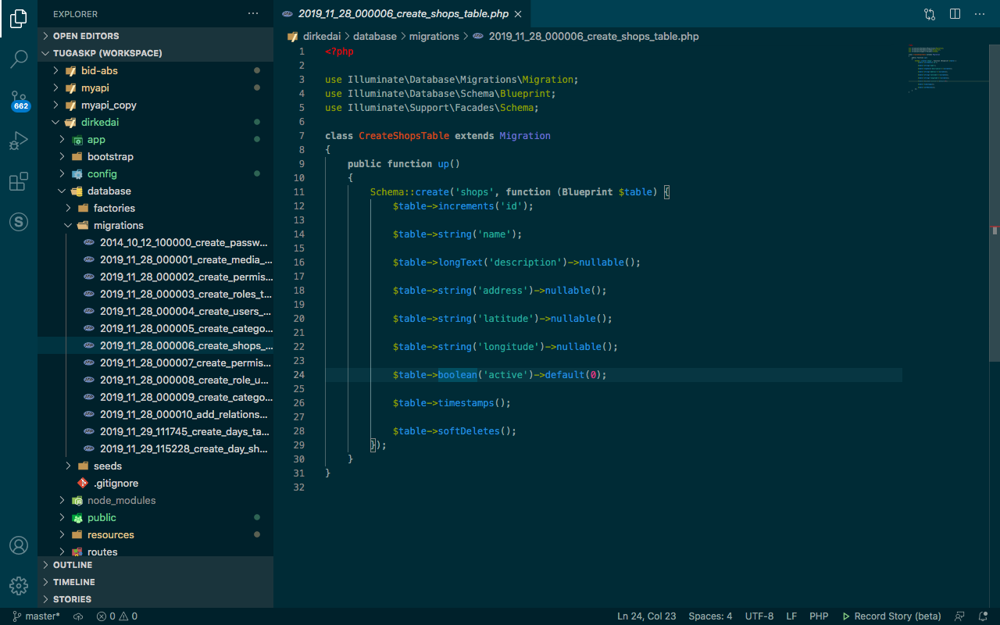 EXPLORER
OPEN EDITORS
TUGASKP (WORKSPACE)
bid-abs
myapi
myapi_copy
dirkedai
app
bootstrap
config
database
factories
migrations
2014_10_12_100000_create_passw...
2019_11_28_000001_create_media_...
2019_11_28_000002_create_permis...
2019_11_28_000003_create_roles_t...
2019_11_28_000004_create_users_...
2019_11_28_000005_create_catego...
2019_11_28_000006_create_shops_...
2019_11_28_000007_create_permis...
2019_11_28_000008_create_role_u...
2019_11_28_000009_create_catego...
2019_11_28_000010_add_relations...
2019_11_29_111745_create_days_ta...
2019_11_29_115228_create_day_sh...
seeds
.gitignore
node_modules
public
resources
routes
OUTLINE
TIMELINE
STORIES
662
2019_11_28_000006_create_shops_table.php
dirkedai > database > migrations > 2019_11_28_000006_create_shops_table.php
1 <?php
2
3 use Illuminate\Database\Migrations\Migration;
4 use Illuminate\Database\Schema\Blueprint;
5 use Illuminate\Support\Facades\Schema;
6
7 class CreateShopsTable extends Migration
8 {
9 public function up()
10 {
11 Schema::create('shops', function (Blueprint $table) {
12 $table->increments('id');
13
14 $table->string('name');
15
16 $table->longText('description')->nullable();
17
18 $table->string('address')->nullable();
19
20 $table->string('latitude')->nullable();
21
22 $table->string('longitude')->nullable();
23
24 $table->boolean('active')->default(0);
25
26 $table->timestamps();
27
28 $table->softDeletes();
29 });
30 }
31 }
32
master* 0 0 Ln 24, Col 23 Spaces: 4 UTF-8 LF PHP Record Story (beta)